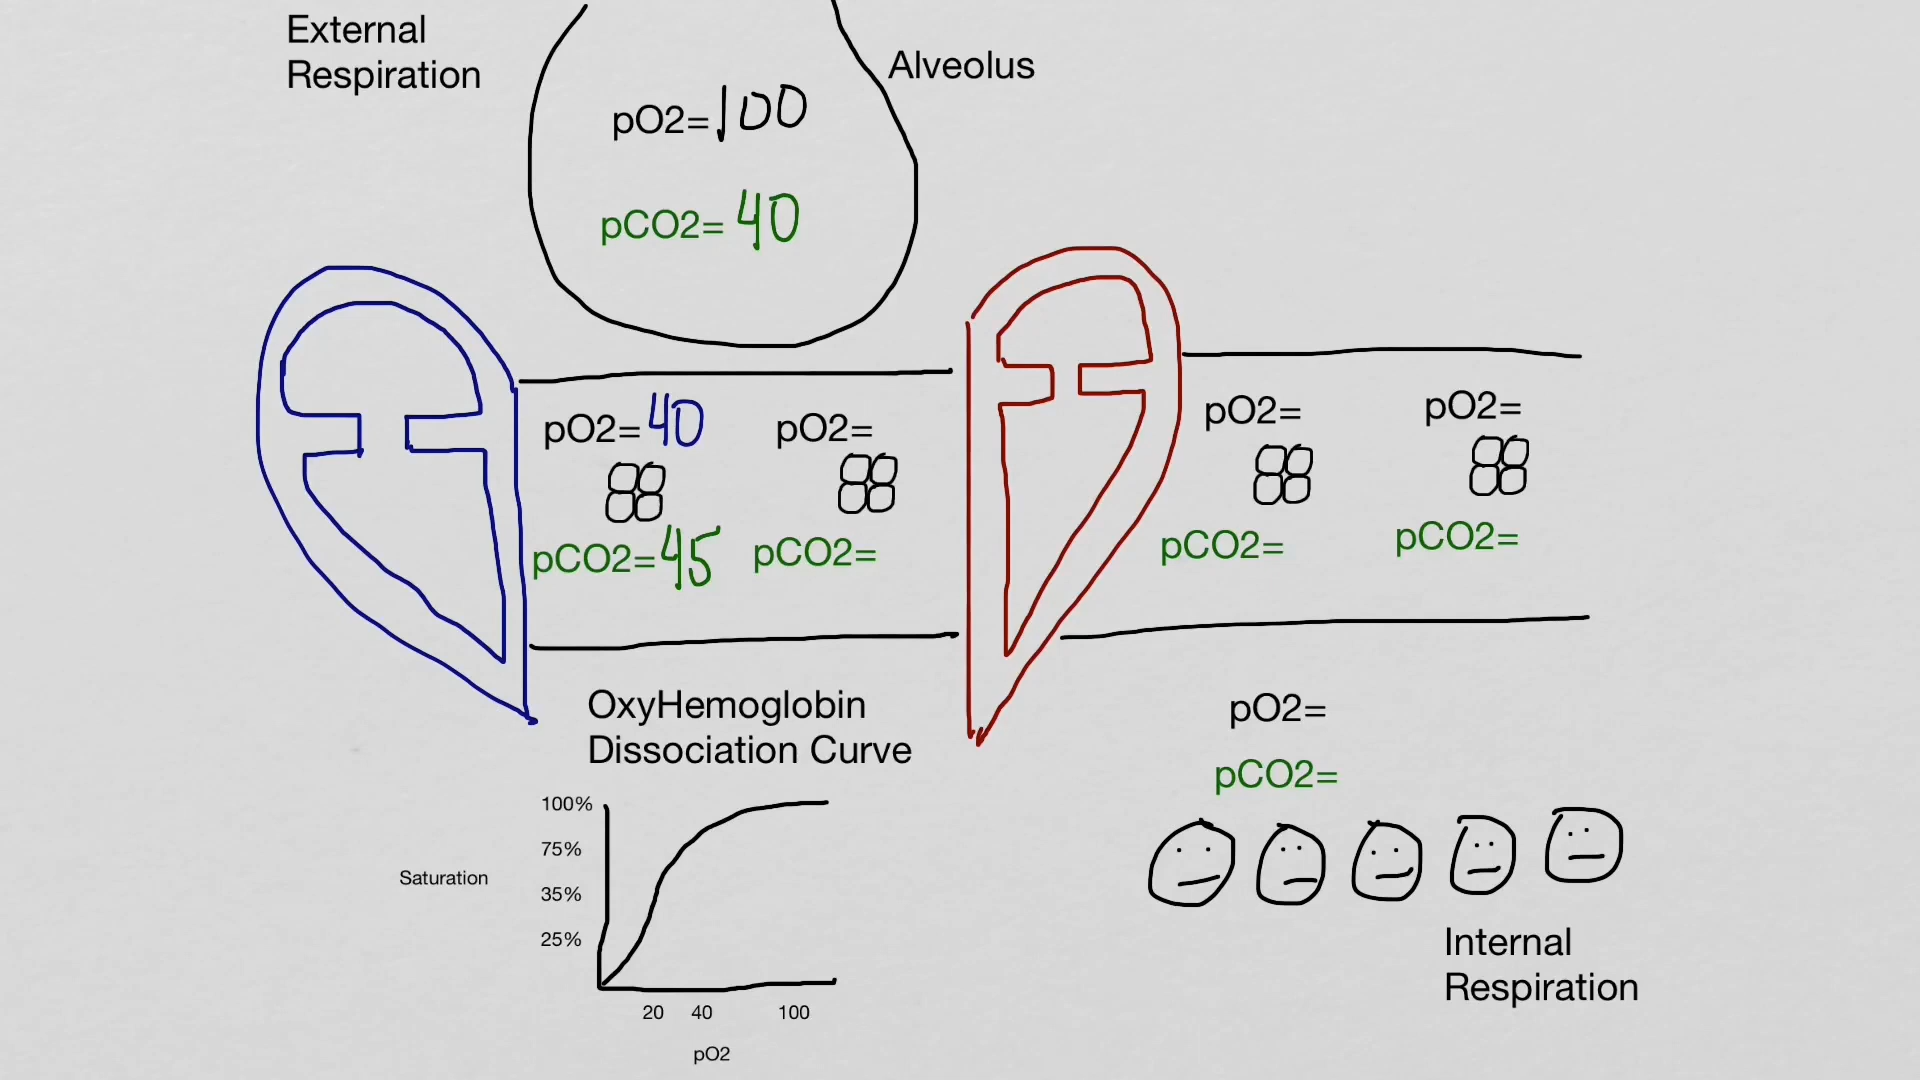 External
Respiration
Alveolus
pO2=100
pCO2=40
pO2=40
pO2=
pO2=
pO2=
pCO2=45
pCO2=
pCO2=
pCO2=
OxyHemoglobin
Dissociation Curve
pO2=
pCO2=
100%
75%
Saturation
35%
25%
20 40 100
pO2
Internal
Respiration